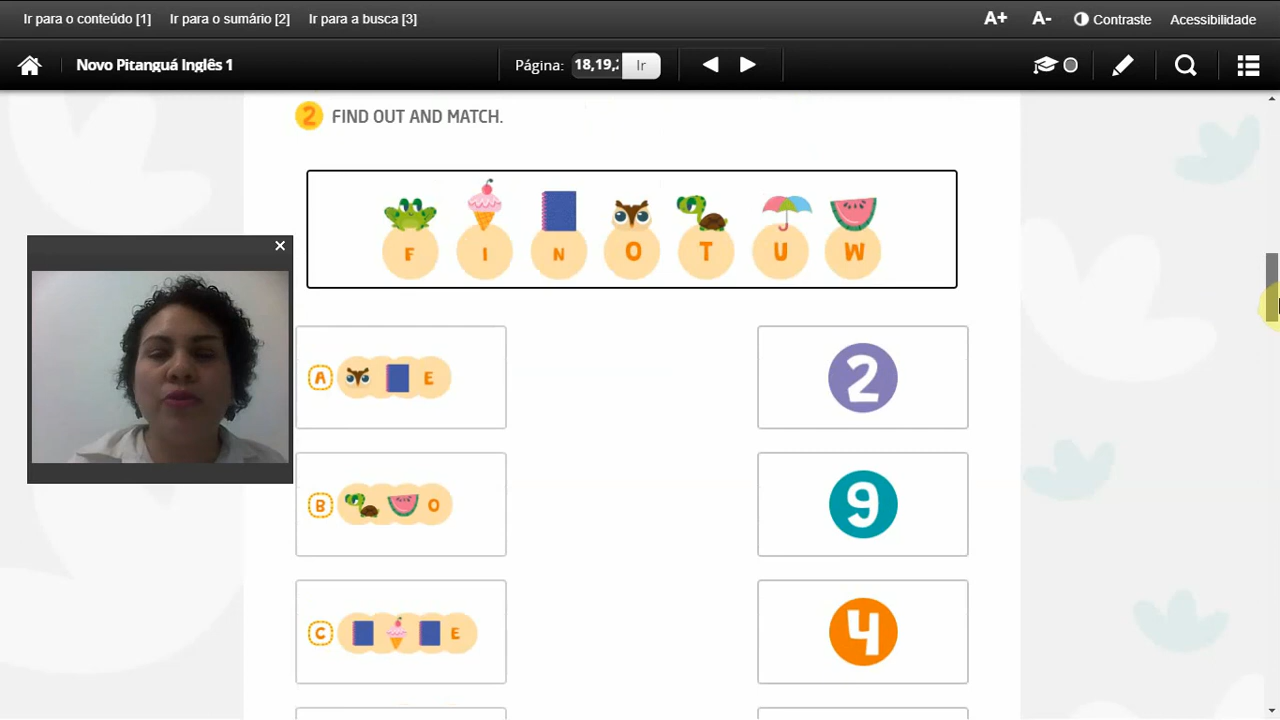 Ir para o conteúdo [1] Ir para o sumário [2] Ir para a busca [3] A+ A- Contraste Acessibilidade
Novo Pitanguá Inglês 1 Página: 18,19,2 Ir
2 FIND OUT AND MATCH.
F I N O T U W
A E 2
B O 9
C E 4